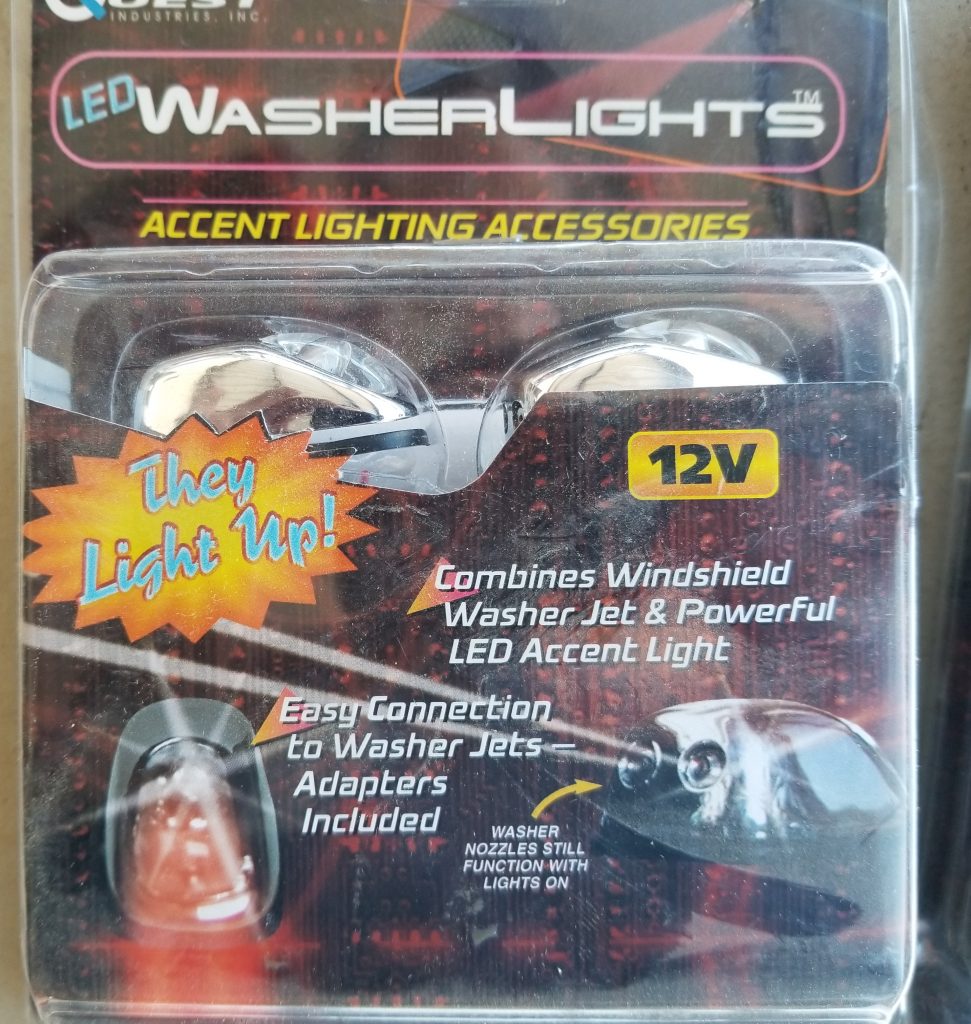 QUEST
INDUSTRIES, INC.
LED WASHERLIGHTS™
ACCENT LIGHTING ACCESSORIES
12V
They
Light Up!
Combines Windshield
Washer Jet & Powerful
LED Accent Light
Easy Connection
to Washer Jets –
Adapters
Included
WASHER
NOZZLES STILL
FUNCTION WITH
LIGHTS ON